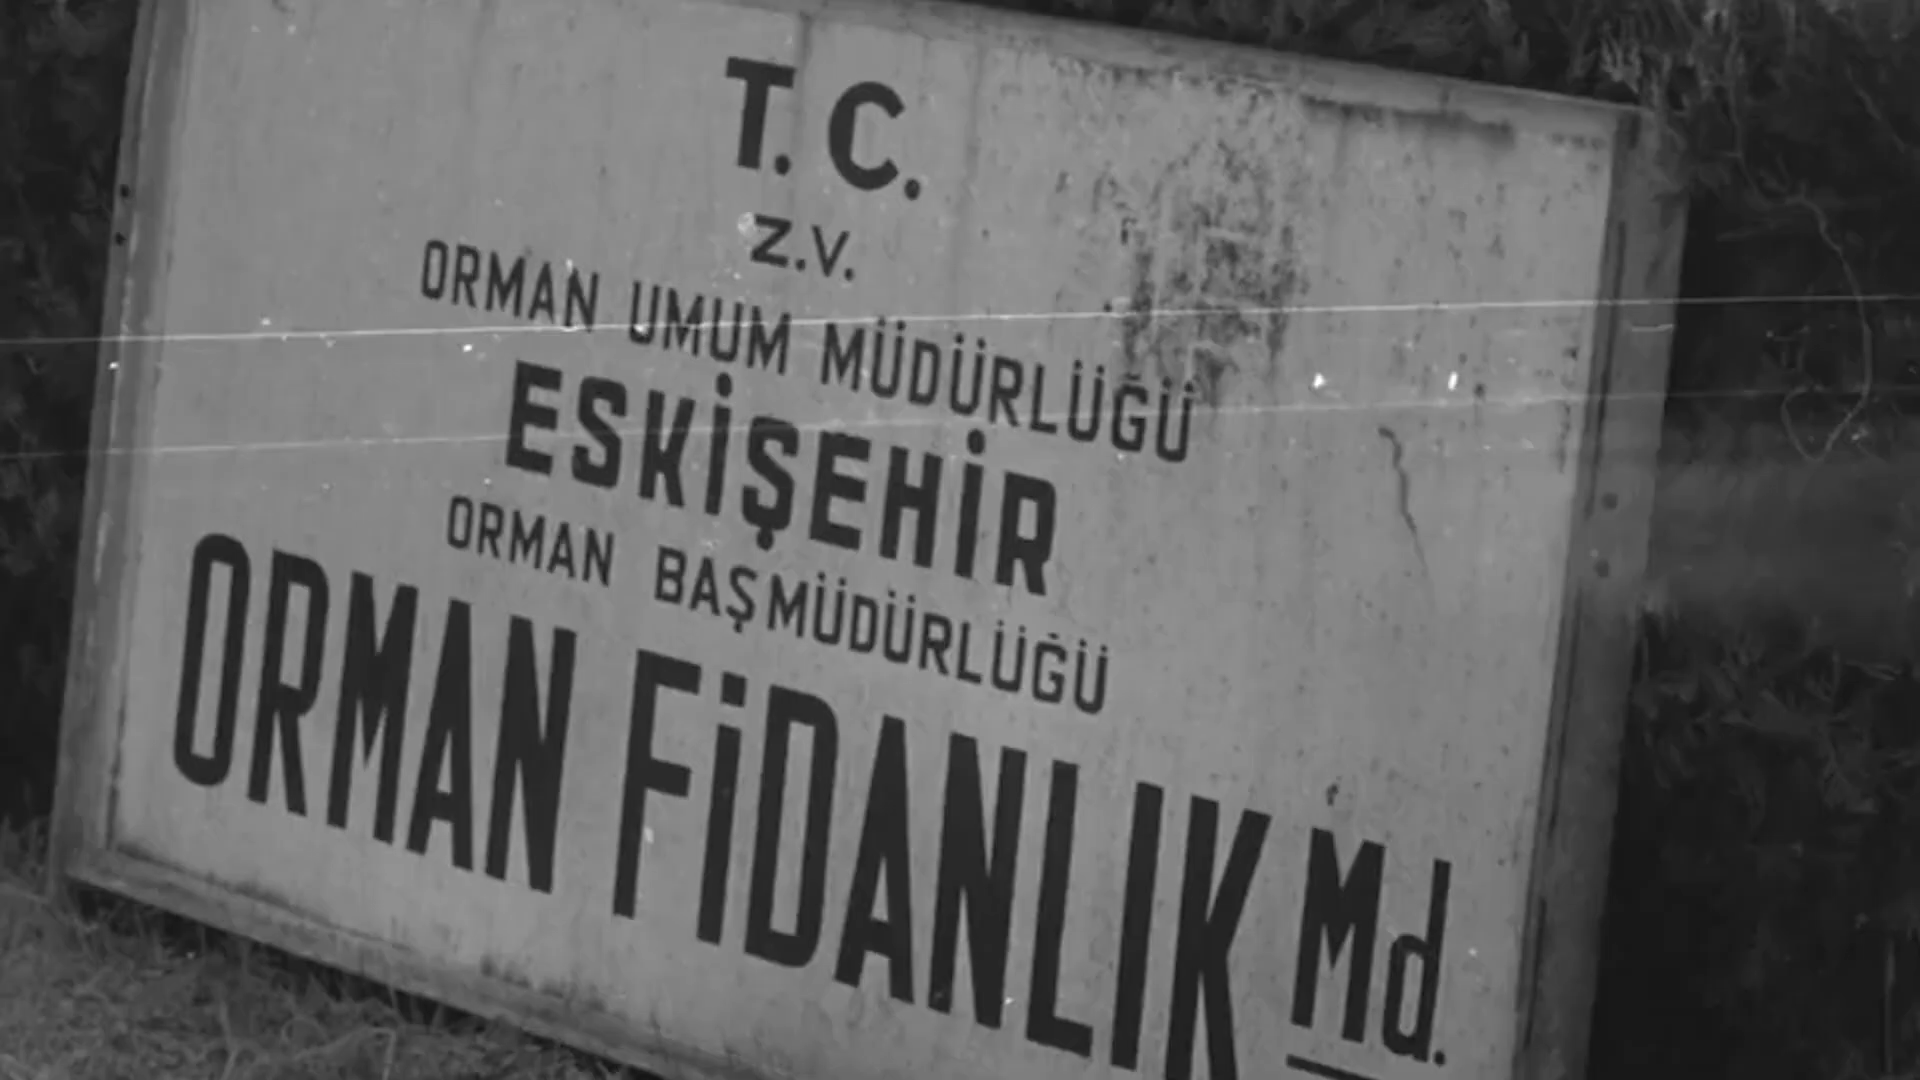 T.C.
Z.V.
ORMAN UMUM MÜDÜRLÜĞÜ
ESKİŞEHİR
ORMAN BAŞMÜDÜRLÜĞÜ
ORMAN FİDANLIK Md.